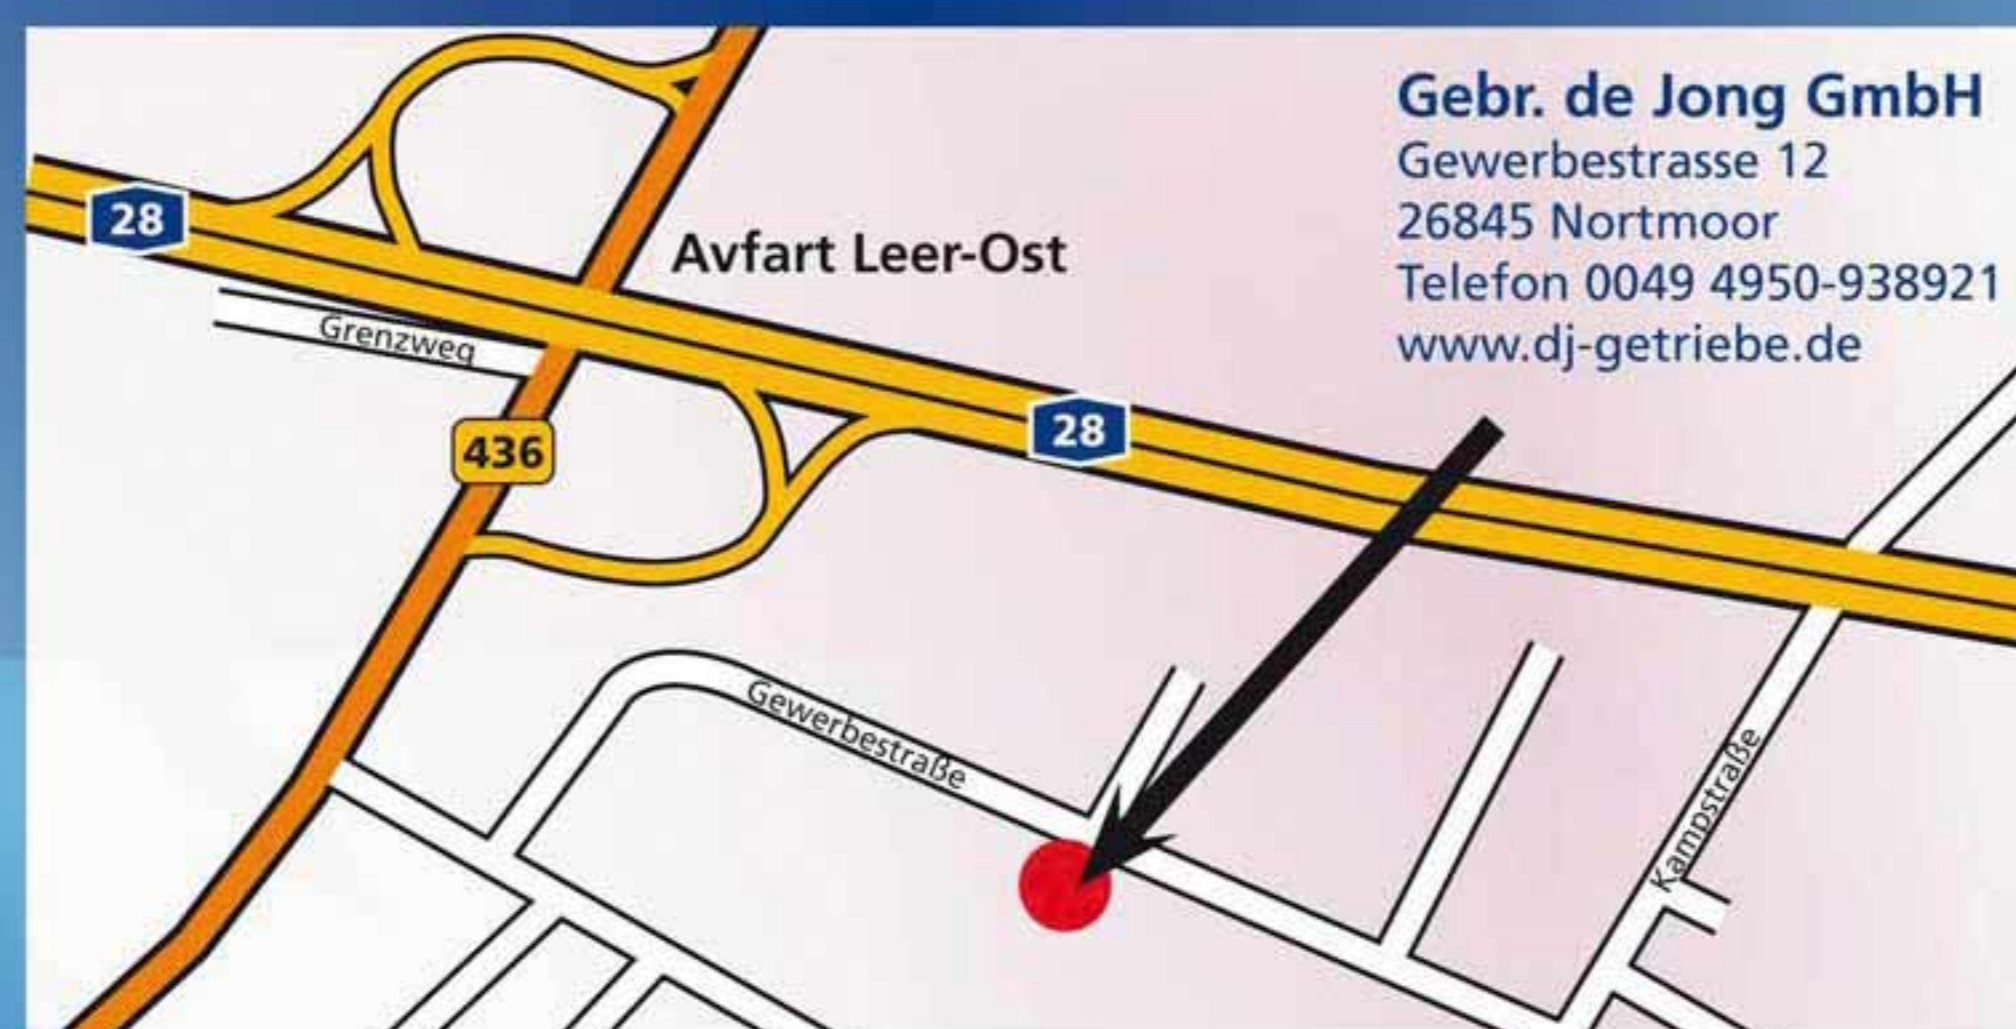 Gebr. de Jong GmbH
Gewerbestrasse 12
26845 Nortmoor
Telefon 0049 4950-938921
www.dj-getriebe.de
28
Avfart Leer-Ost
Grenzweg
436
28
Gewerbestraße
Kampstraße